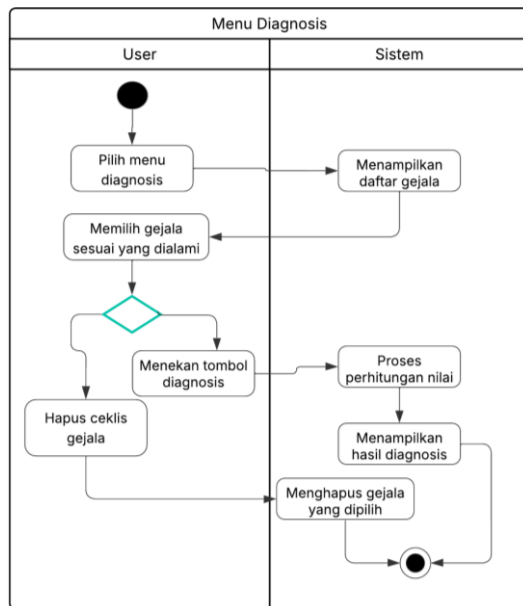 Menu Diagnosis
User
Sistem
Pilih menu
diagnosis
Menampilkan
daftar gejala
Memilih gejala
sesuai yang dialami
Menekan tombol
diagnosis
Proses
perhitungan nilai
Hapus ceklis
gejala
Menampilkan
hasil diagnosis
Menghapus gejala
yang dipilih